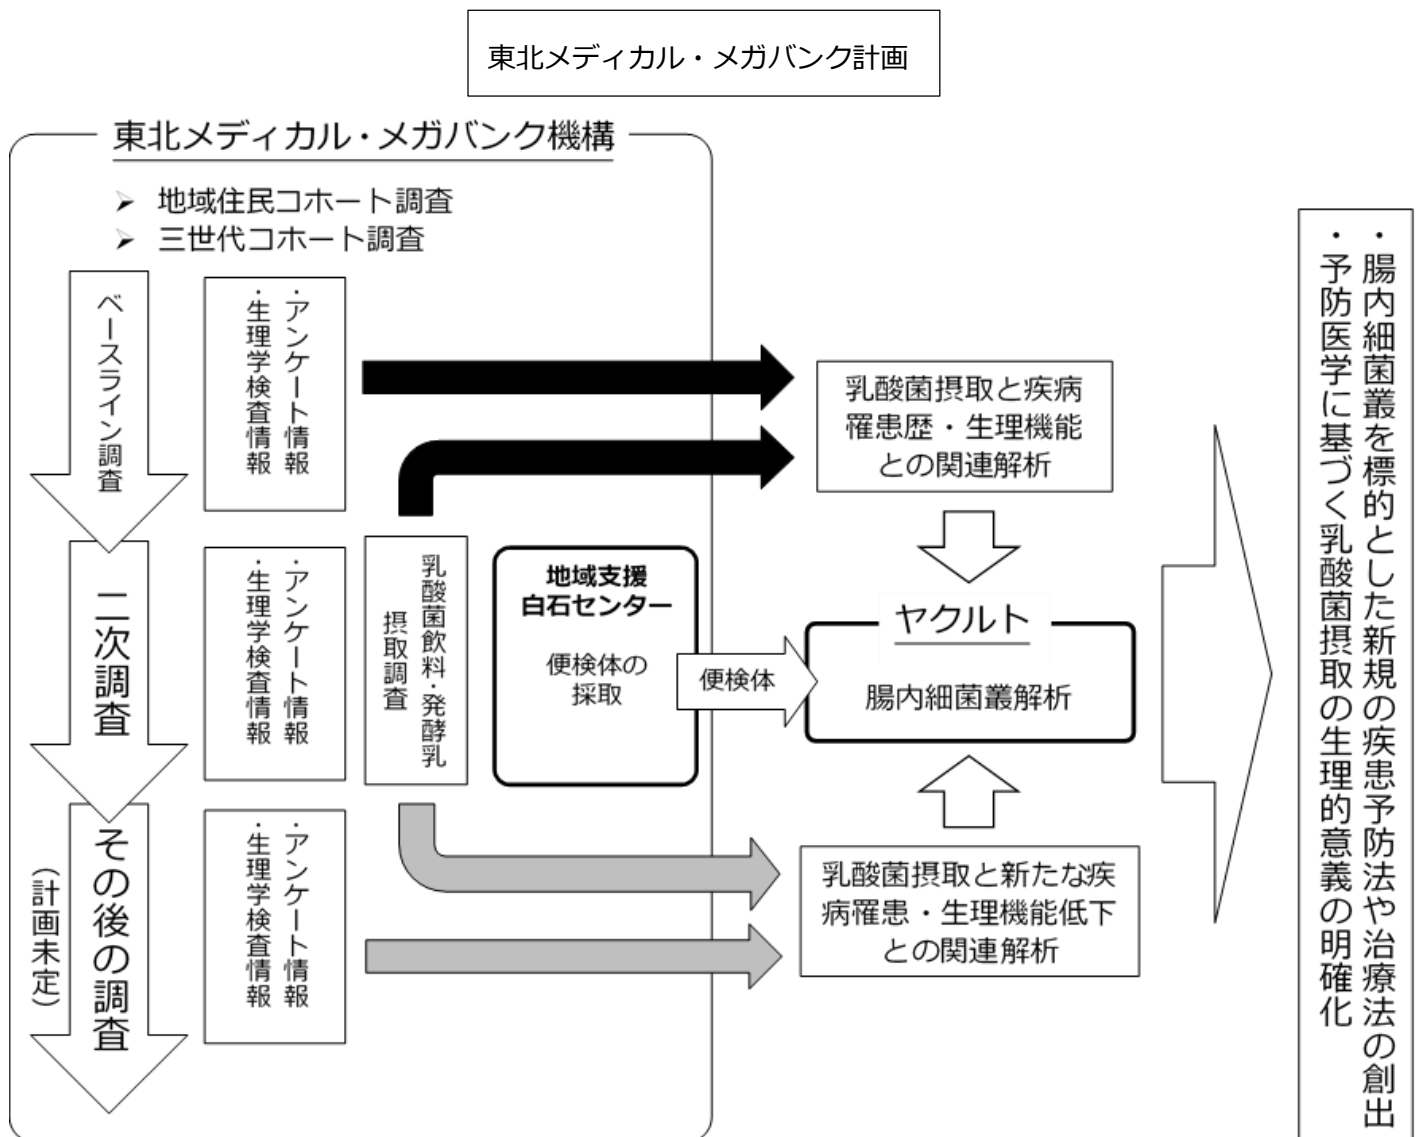 東北メディカル・メガバンク計画
東北メディカル・メガバンク機構
➢ 地域住民コホート調査
➢ 三世代コホート調査
ベースライン調査
・アンケート情報
・生理学検査情報
乳酸菌摂取と疾病
罹患歴・生理機能
との関連解析
二次調査
・アンケート情報
・生理学検査情報
乳酸菌飲料・発酵乳
摂取調査
地域支援
白石センター
便検体の
採取
便検体
ヤクルト
腸内細菌叢解析
その後の調査
（計画未定）
・アンケート情報
・生理学検査情報
乳酸菌摂取と新たな疾
病罹患・生理機能低下
との関連解析
・腸内細菌叢を標的とした新規の疾患予防法や治療法の創出
・予防医学に基づく乳酸菌摂取の生理的意義の明確化